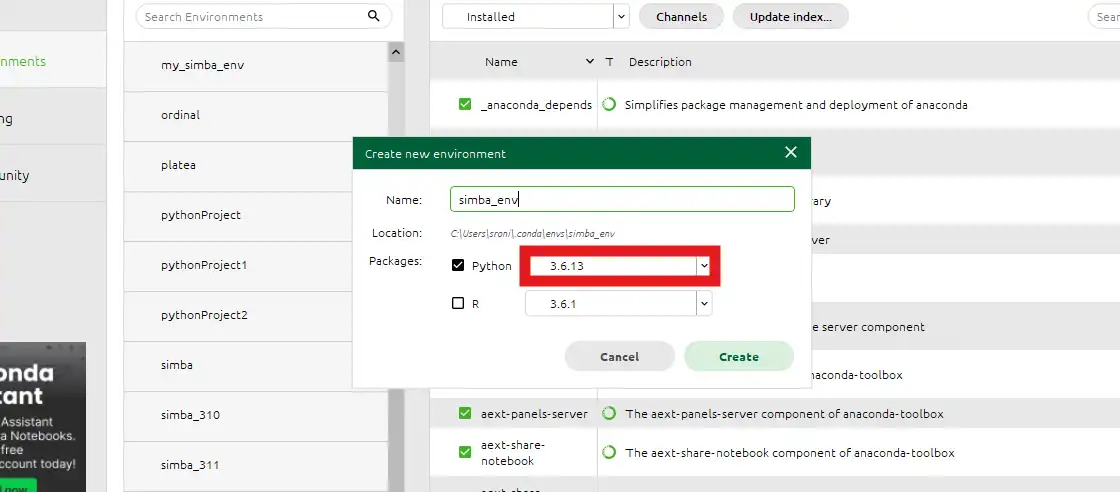 Search Environments
Installed
Channels
Update index...
Sear
nments
ng
unity
my_simba_env
ordinal
platea
pythonProject
pythonProject1
pythonProject2
simba
simba_310
simba_311
Name
T
Description
_anaconda_depends
Simplifies package management and deployment of anaconda
Create new environment
Name:
simba_env
Location:
C:\Users\sroni\.conda\envs\simba_env
Packages:
Python
3.6.13
R
3.6.1
Cancel
Create
rary
rver
e server component
anaconda-toolbox
aext-panels-server
The aext-panels-server component of anaconda-toolbox
aext-share-
notebook
The aext-share-notebook component of anaconda-toolbox
onda
tant
Assistant
a Notebooks.
free
ccount today!
now